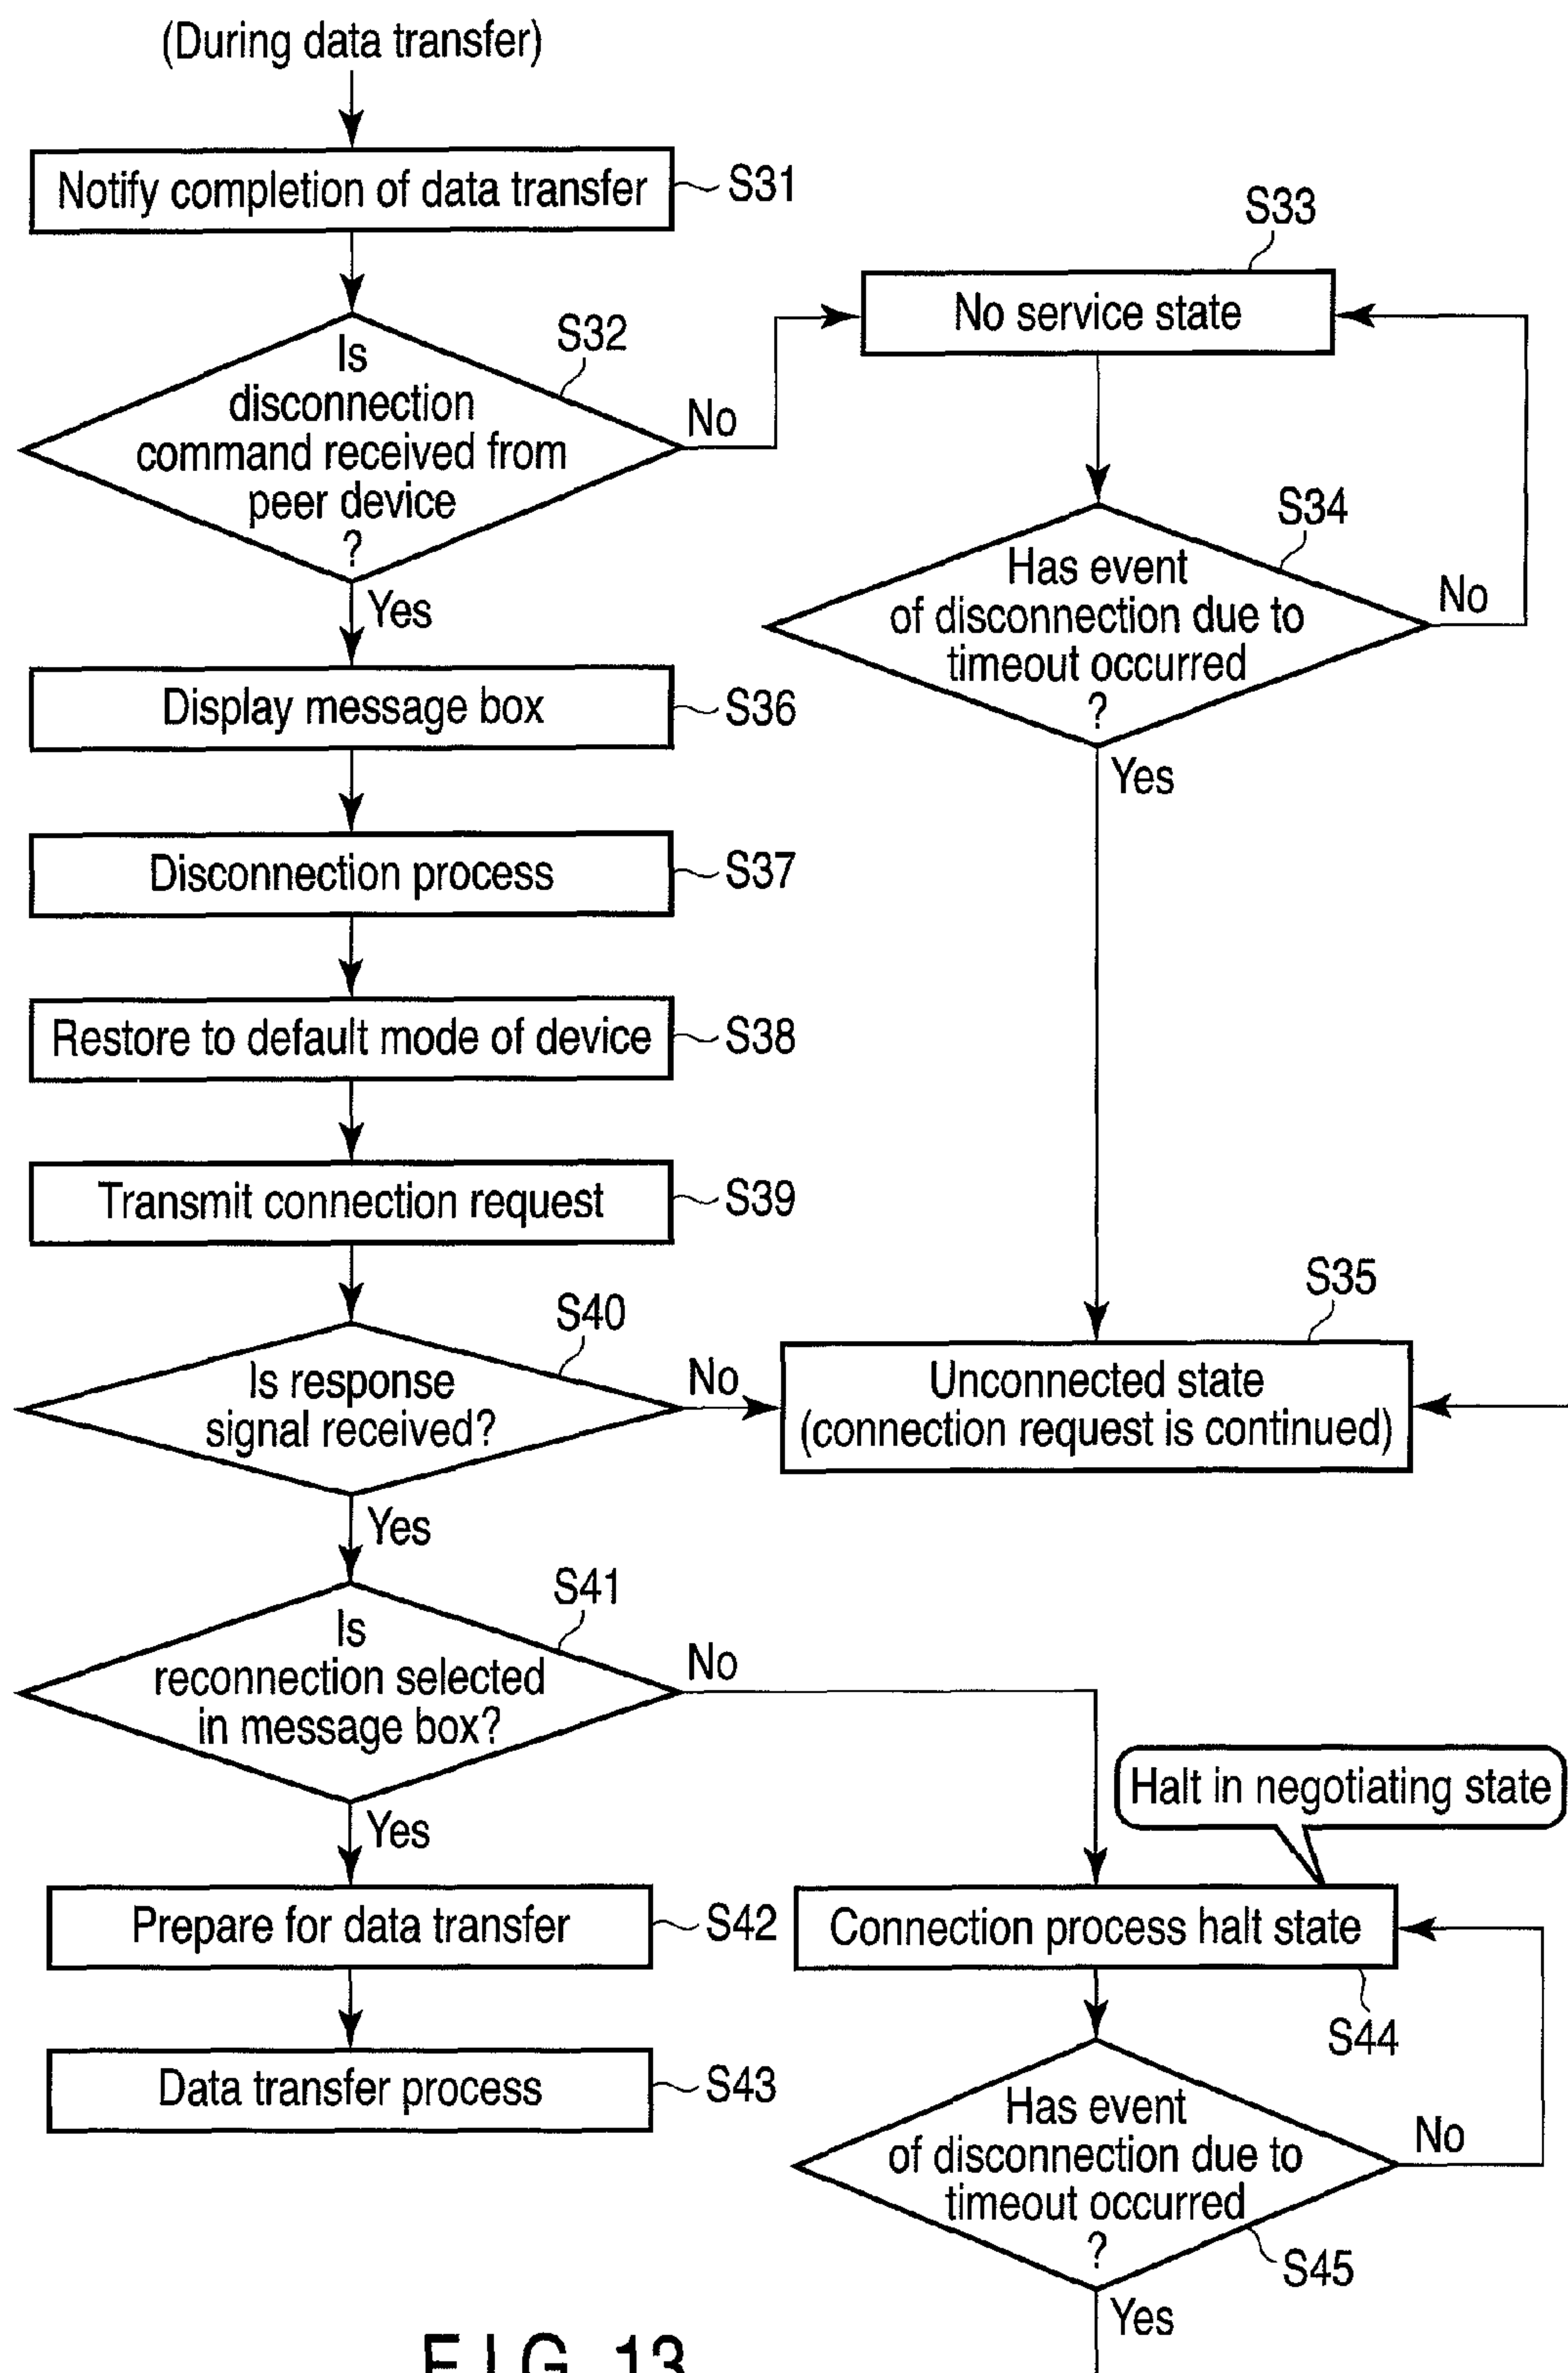 (During data transfer)
Notify completion of data transfer
S31
Is
disconnection
command received from
peer device
?
S32
No
Yes
S33
No service state
S34
Has event
of disconnection due to
timeout occurred
?
No
Yes
Display message box
S36
Disconnection process
S37
Restore to default mode of device
S38
Transmit connection request
S39
S40
Is response
signal received?
No
Yes
S35
Unconnected state
(connection request is continued)
S41
Is
reconnection selected
in message box?
No
Yes
Halt in negotiating state
Prepare for data transfer
S42
Connection process halt state
S44
Data transfer process
S43
Has event
of disconnection due to
timeout occurred
?
No
S45
Yes
FIG. 13